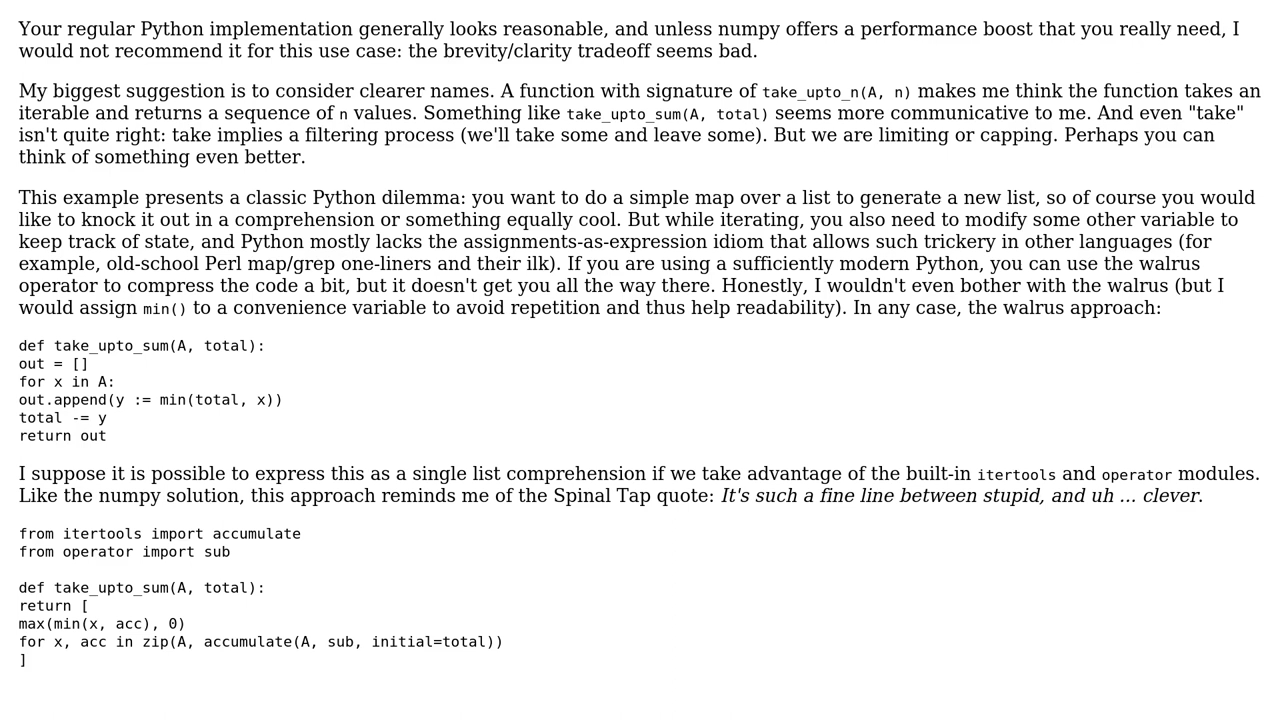 Your regular Python implementation generally looks reasonable, and unless numpy offers a performance boost that you really need, I
would not recommend it for this use case: the brevity/clarity tradeoff seems bad.
My biggest suggestion is to consider clearer names. A function with signature of take_upto_n(A, n) makes me think the function takes an
iterable and returns a sequence of n values. Something like take_upto_sum(A, total) seems more communicative to me. And even "take"
isn't quite right: take implies a filtering process (we'll take some and leave some). But we are limiting or capping. Perhaps you can
think of something even better.
This example presents a classic Python dilemma: you want to do a simple map over a list to generate a new list, so of course you would
like to knock it out in a comprehension or something equally cool. But while iterating, you also need to modify some other variable to
keep track of state, and Python mostly lacks the assignments-as-expression idiom that allows such trickery in other languages (for
example, old-school Perl map/grep one-liners and their ilk). If you are using a sufficiently modern Python, you can use the walrus
operator to compress the code a bit, but it doesn't get you all the way there. Honestly, I wouldn't even bother with the walrus (but I
would assign min() to a convenience variable to avoid repetition and thus help readability). In any case, the walrus approach:
def take_upto_sum(A, total):
out = []
for x in A:
out.append(y := min(total, x))
total -= y
return out
I suppose it is possible to express this as a single list comprehension if we take advantage of the built-in itertools and operator modules.
Like the numpy solution, this approach reminds me of the Spinal Tap quote: It's such a fine line between stupid, and uh ... clever.
from itertools import accumulate
from operator import sub
def take_upto_sum(A, total):
return [
max(min(x, acc), 0)
for x, acc in zip(A, accumulate(A, sub, initial=total))
]